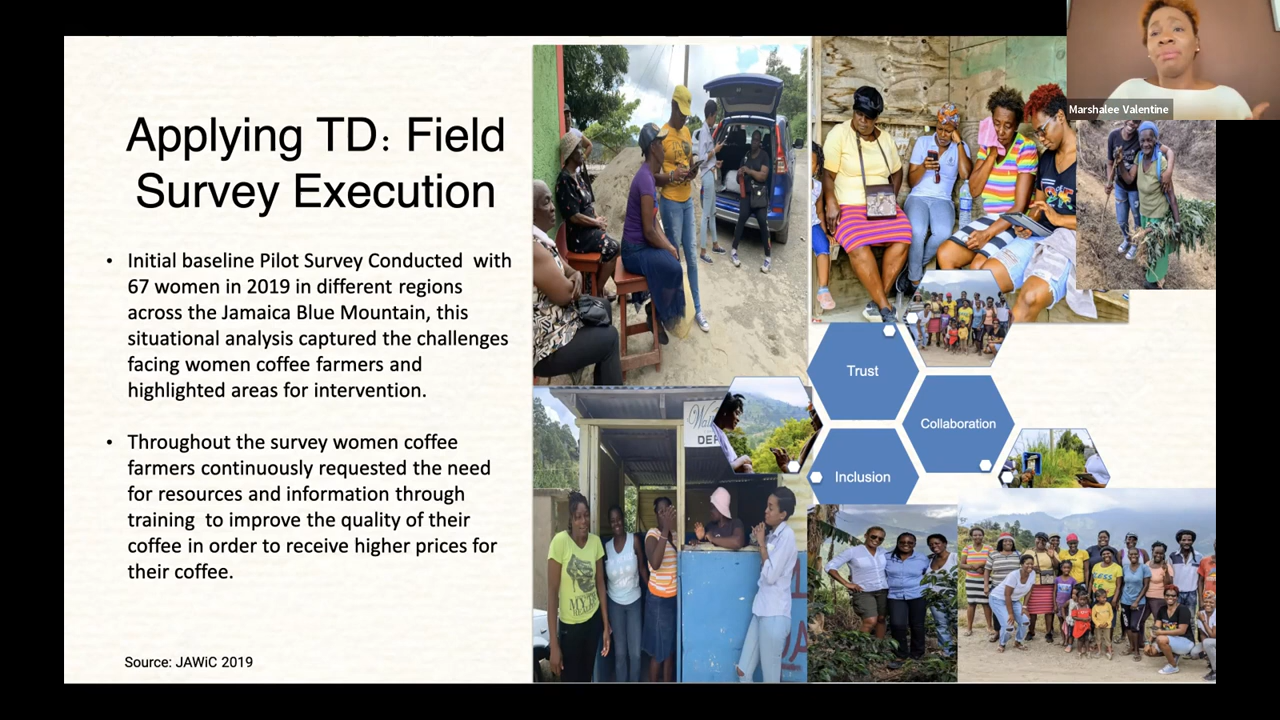 Marshalee Valentine
Applying TD: Field
Survey Execution
• Initial baseline Pilot Survey Conducted with
67 women in 2019 in different regions
across the Jamaica Blue Mountain, this
situational analysis captured the challenges
facing women coffee farmers and
highlighted areas for intervention.
• Throughout the survey women coffee
farmers continuously requested the need
for resources and information through
training to improve the quality of their
coffee in order to receive higher prices for
their coffee.
Source: JAWiC 2019
Trust
Collaboration
Inclusion